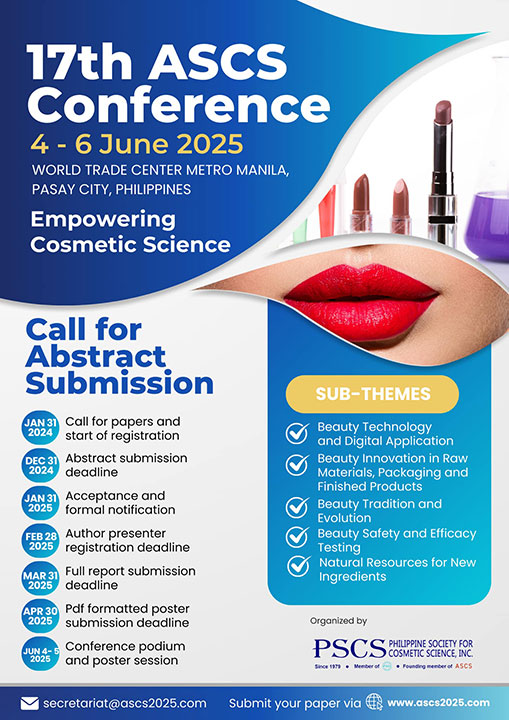 17th ASCS
Conference
4 - 6 June 2025
WORLD TRADE CENTER METRO MANILA,
PASAY CITY, PHILIPPINES
Empowering
Cosmetic Science
Call for
Abstract
Submission
JAN 31
2024
Call for papers and
start of registration
DEC 31
2024
Abstract submission
deadline
JAN 31
2025
Acceptance and
formal notification
FEB 28
2025
Author presenter
registration deadline
MAR 31
2025
Full report submission
deadline
APR 30
2025
Pdf formatted poster
submission deadline
JUN 4- 5
2025
Conference podium
and poster session
SUB-THEMES
Beauty Technology
and Digital Application
Beauty Innovation in Raw
Materials, Packaging and
Finished Products
Beauty Tradition and
Evolution
Beauty Safety and Efficacy
Testing
Natural Resources for New
Ingredients
Organized by
PSCS
PHILIPPINE SOCIETY FOR
COSMETIC SCIENCE, INC.
Since 1979 • Member of • Founding member of ASCS
secretariat@ascs2025.com
Submit your paper via www.ascs2025.com